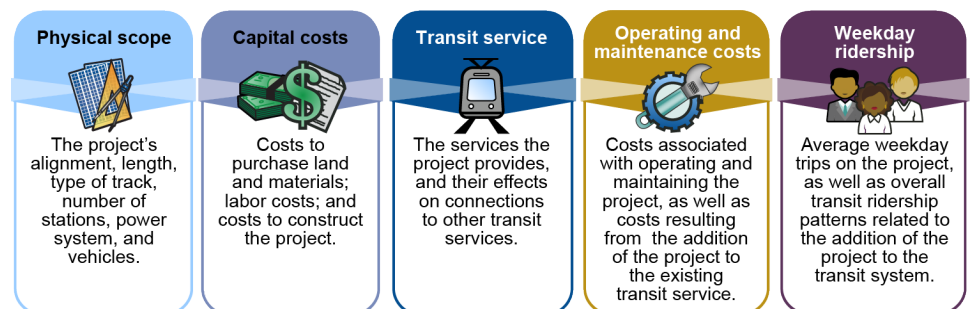 Physical scope
The project's
alignment, length,
type of track,
number of
stations, power
system, and
vehicles.
Capital costs
Costs to
purchase land
and materials;
labor costs; and
costs to construct
the project.
Transit service
The services the
project provides,
and their effects
on connections
to other transit
services.
Operating and
maintenance costs
Costs associated
with operating and
maintaining the
project, as well as
costs resulting
from the addition
of the project to
the existing
transit service.
Weekday
ridership
Average weekday
trips on the project,
as well as overall
transit ridership
patterns related to
the addition of the
project to the
transit system.